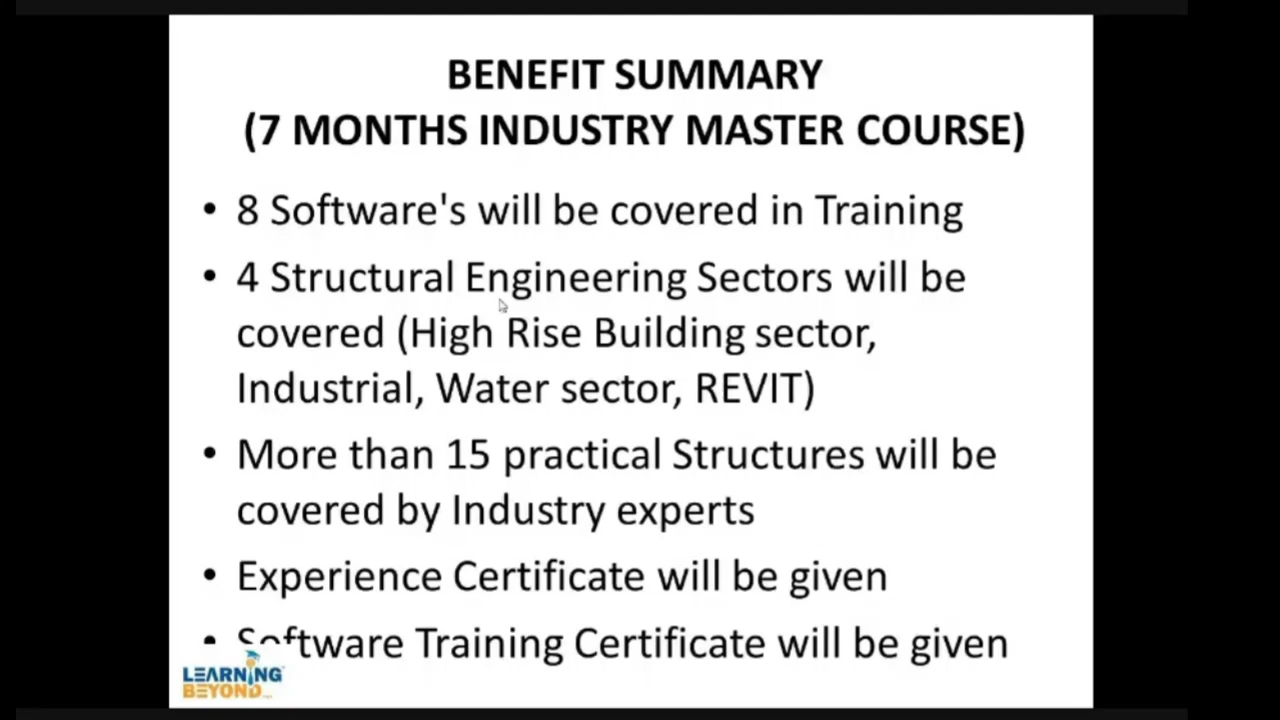 BENEFIT SUMMARY
(7 MONTHS INDUSTRY MASTER COURSE)
• 8 Software's will be covered in Training
• 4 Structural Engineering Sectors will be
covered (High Rise Building sector,
Industrial, Water sector, REVIT)
• More than 15 practical Structures will be
covered by Industry experts
• Experience Certificate will be given
• Software Training Certificate will be given
LEARNING
BEYOND